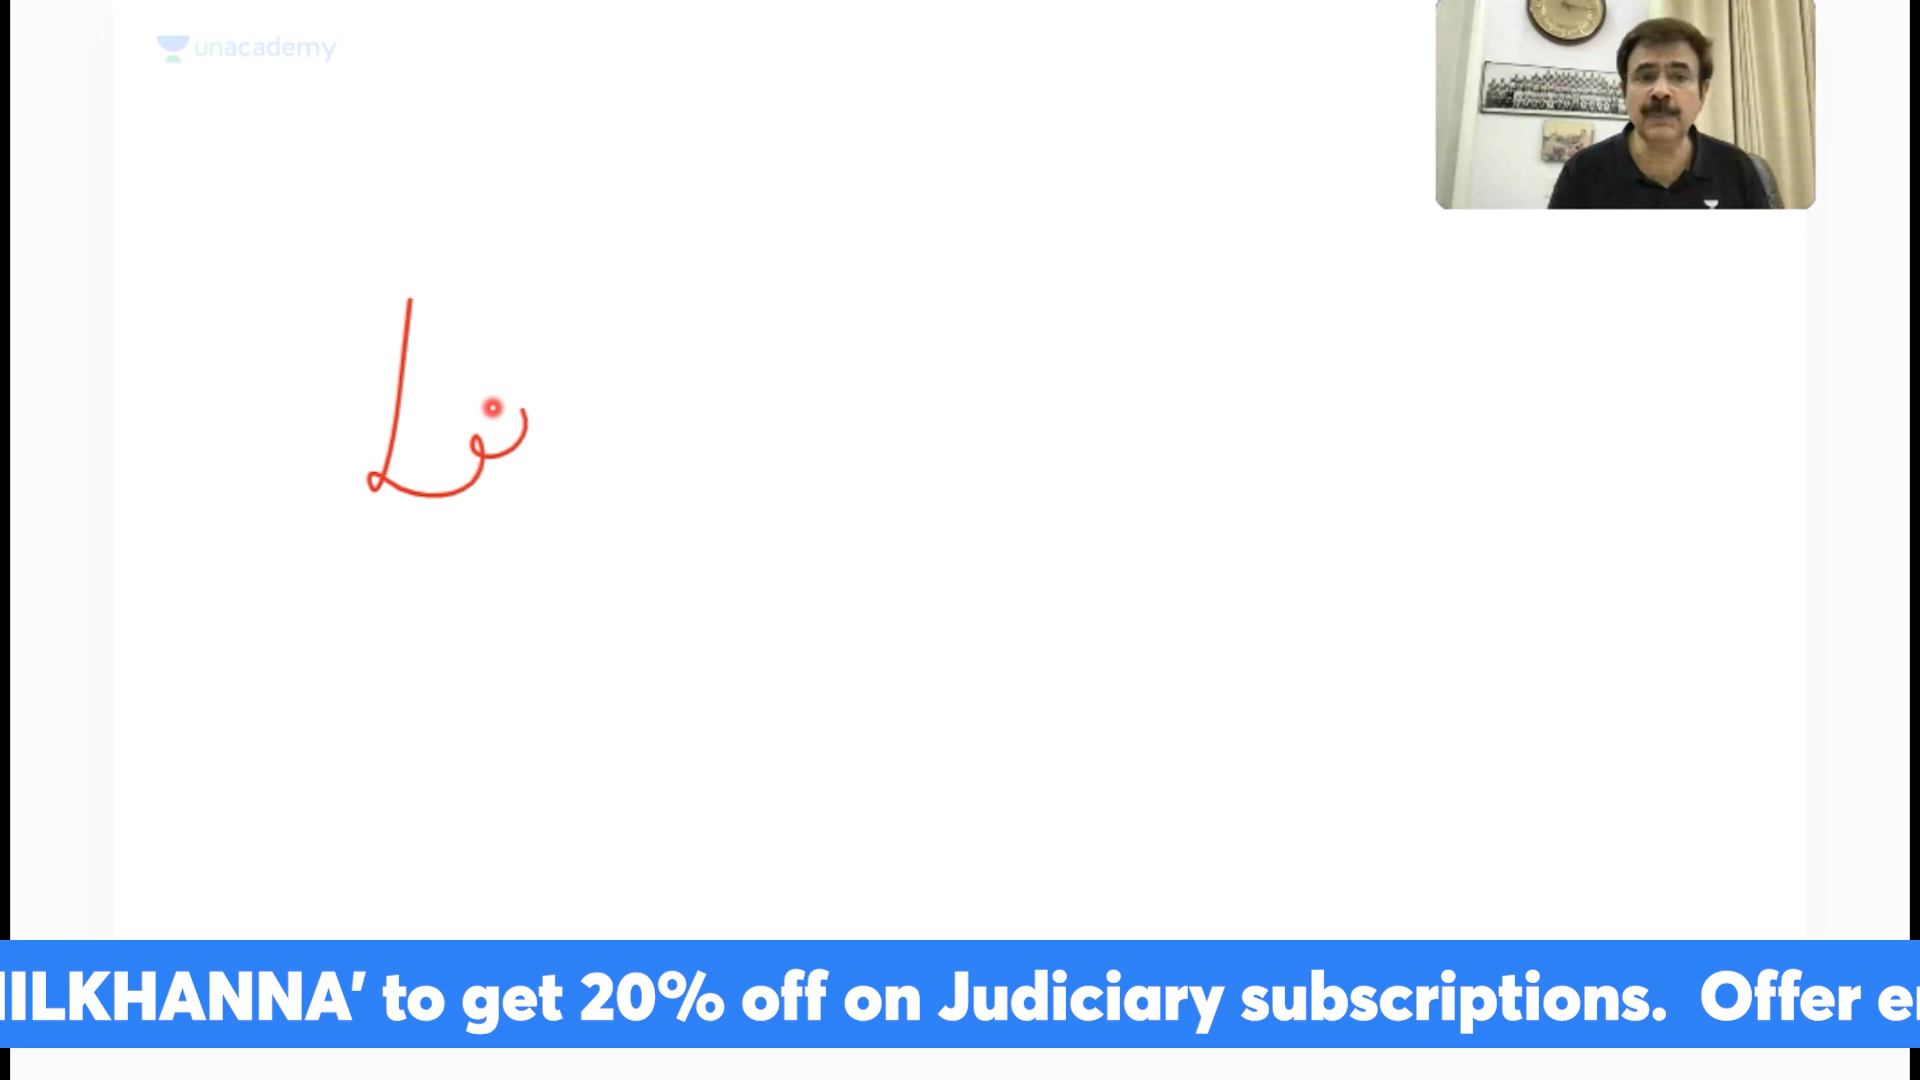 unacademy
ILKHANNA’ to get 20% off on Judiciary subscriptions. Offer